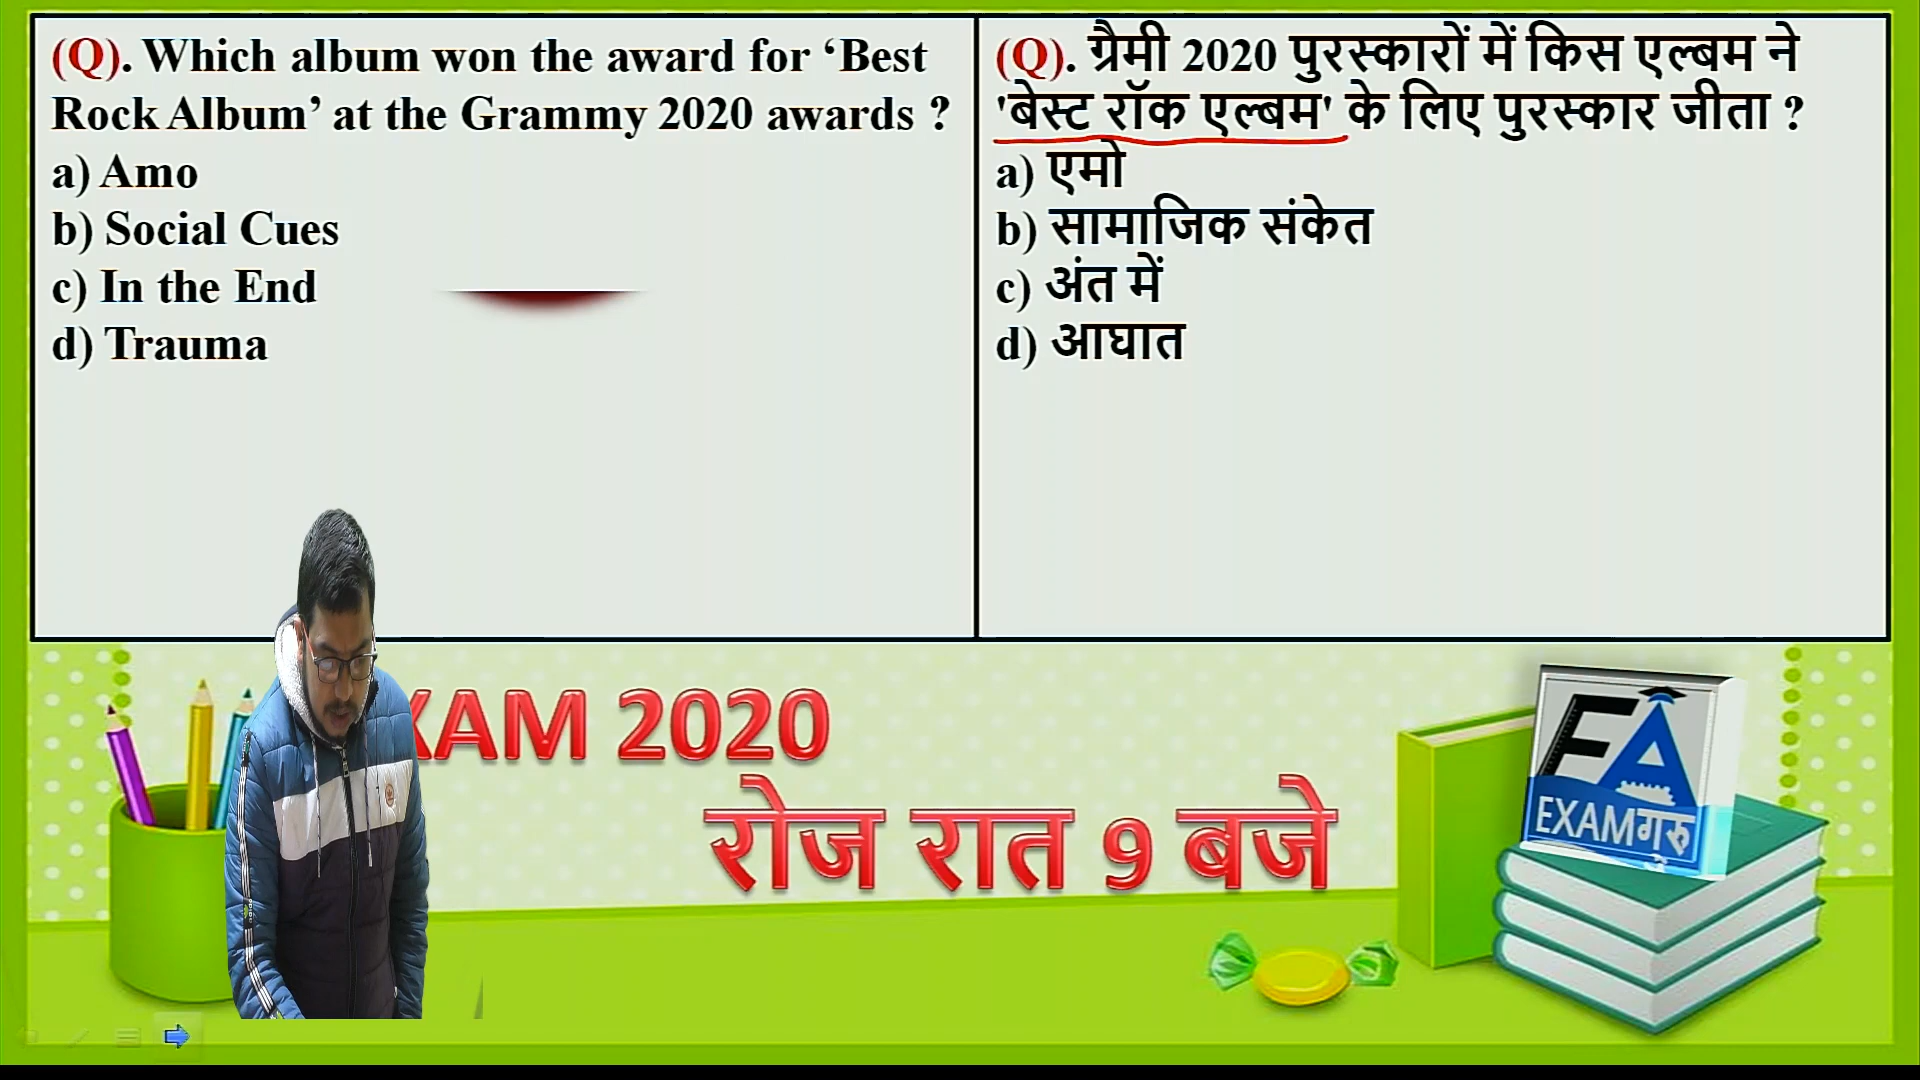 (Q). Which album won the award for ‘Best
Rock Album’ at the Grammy 2020 awards ?
a) Amo
b) Social Cues
c) In the End
d) Trauma
(Q). ग्रैमी 2020 पुरस्कारों में किस एल्बम ने
'बेस्ट रॉक एल्बम' के लिए पुरस्कार जीता ?
a) एमो
b) सामाजिक संकेत
c) अंत में
d) आघात
XAM 2020
रोज रात 9 बजे
FA
EXAMगुरु